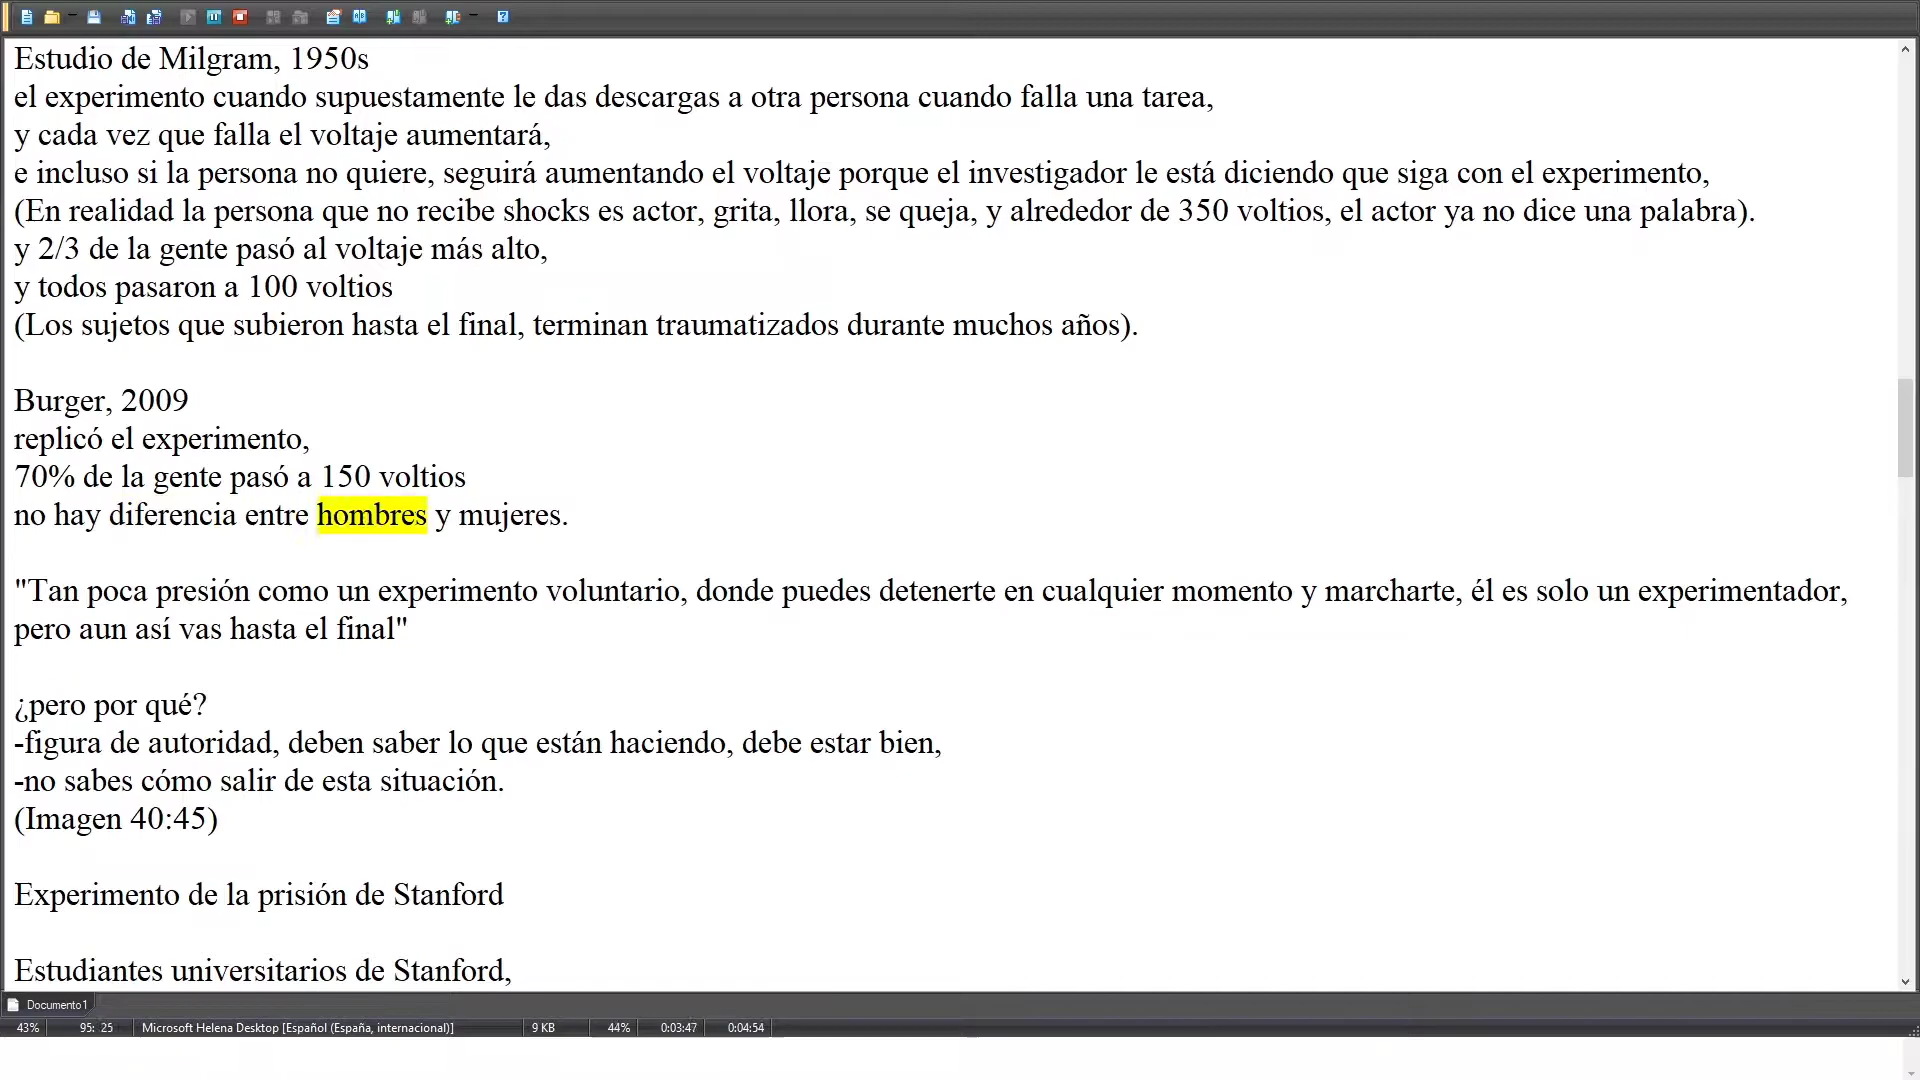 Estudio de Milgram, 1950s
el experimento cuando supuestamente le das descargas a otra persona cuando falla una tarea,
y cada vez que falla el voltaje aumentará,
e incluso si la persona no quiere, seguirá aumentando el voltaje porque el investigador le está diciendo que siga con el experimento,
(En realidad la persona que no recibe shocks es actor, grita, llora, se queja, y alrededor de 350 voltios, el actor ya no dice una palabra).
y 2/3 de la gente pasó al voltaje más alto,
y todos pasaron a 100 voltios
(Los sujetos que subieron hasta el final, terminan traumatizados durante muchos años).
Burger, 2009
replicó el experimento,
70% de la gente pasó a 150 voltios
no hay diferencia entre hombres y mujeres.
"Tan poca presión como un experimento voluntario, donde puedes detenerte en cualquier momento y marcharte, él es solo un experimentador,
pero aun así vas hasta el final"
¿pero por qué?
-figura de autoridad, deben saber lo que están haciendo, debe estar bien,
-no sabes cómo salir de esta situación.
(Imagen 40:45)
Experimento de la prisión de Stanford
Estudiantes universitarios de Stanford,
Documento1
43% 95: 25 Microsoft Helena Desktop [Español (España, internacional)] 9 KB 44% 0:03:47 0:04:54